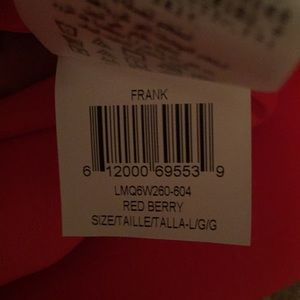 FRANK
6 12000 69553 9
LMQ6W260-604
RED BERRY
SIZE/TAILLE/TALLA-L/G/G